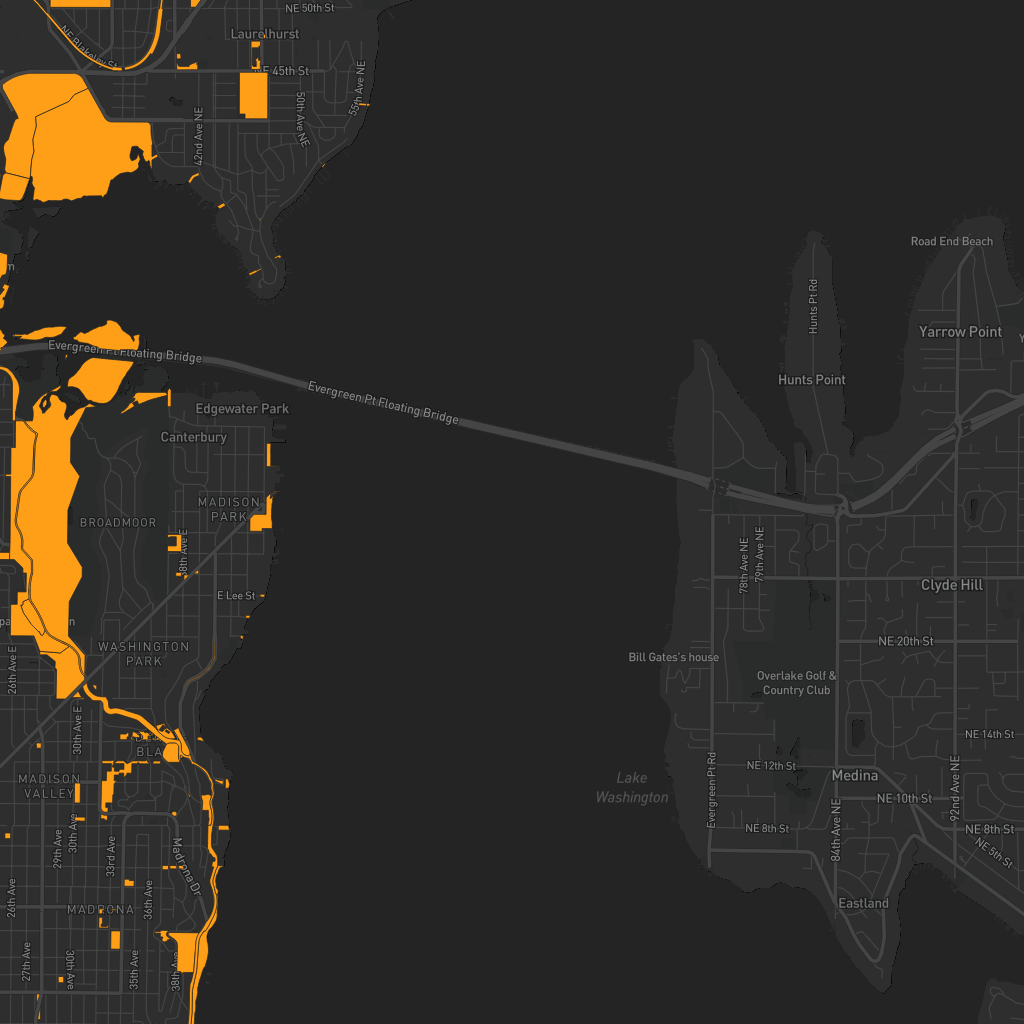 NE 50th St
NE Blakeley St
Laurelhurst
NE 45th St
55th Ave NE
50th Ave NE
42nd Ave NE
Road End Beach
Hunts Pt Rd
Yarrow Point
Evergreen Pt Floating Bridge
Hunts Point
Evergreen Pt Floating Bridge
Edgewater Park
Canterbury
MADISON
PARK
BROADMOOR
38th Ave E
78th Ave NE
79th Ave NE
Clyde Hill
E Lee St
NE 20th St
WASHINGTON
PARK
26th Ave E
Bill Gates's house
Overlake Golf &
Country Club
30th Ave E
NE 14th St
NE 12th St
Medina
MADISON
VALLEY
Lake
Washington
Evergreen Pt Rd
92nd Ave NE
NE 10th St
84th Ave NE
NE 8th St
NE 8th St
NE 5th St
29th Ave
30th Ave
33rd Ave
Madrona Dr
26th Ave
36th Ave
MADRONA
Eastland
27th Ave
30th Ave
35th Ave